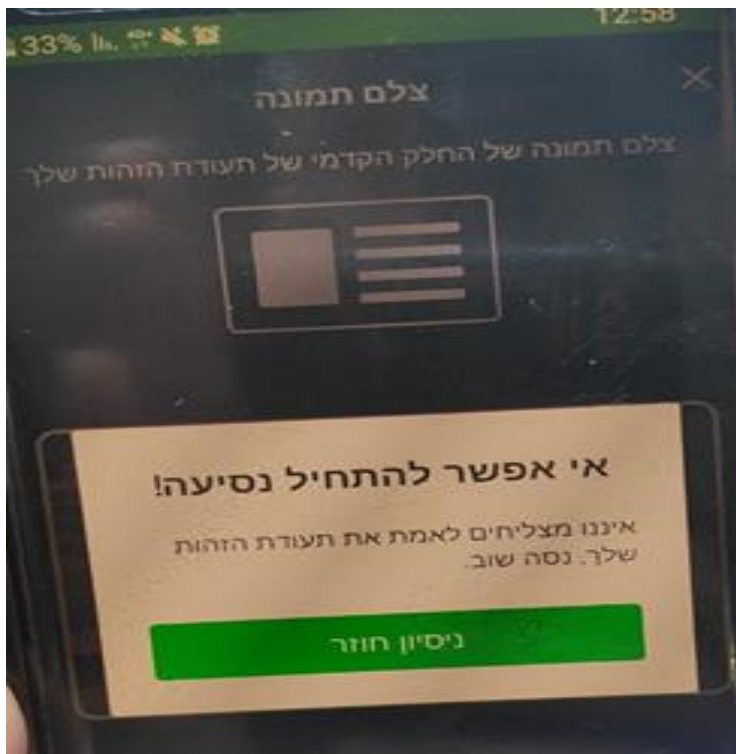 12:58
33%
צלם תמונה
צלם תמונה של החלק הקדמי של תעודת הזהות שלך
אי אפשר להתחיל נסיעה!
איננו מצליחים לאמת את תעודת הזהות
שלך. נסה שוב.
ניסיון חוזר